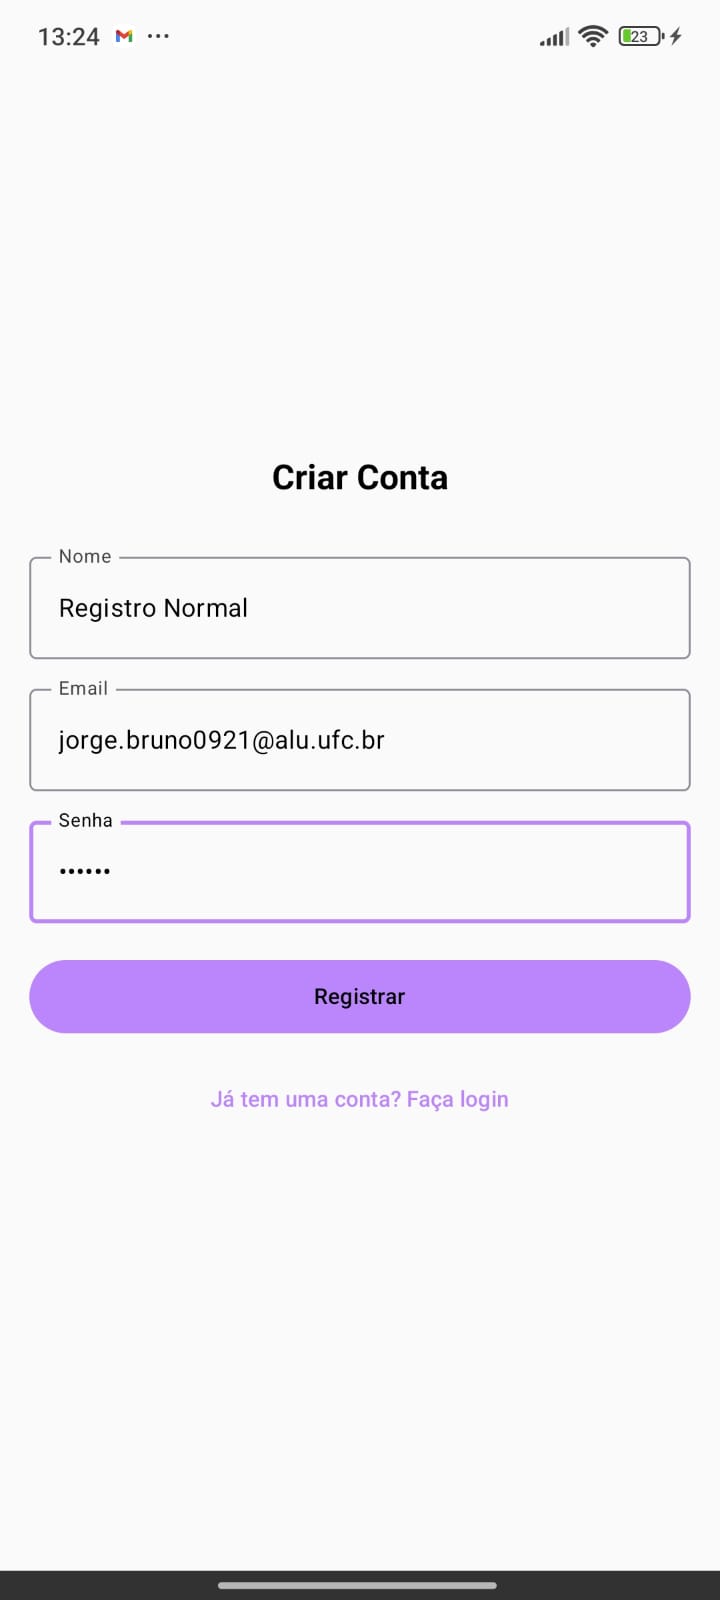 13:24 ...
23
Criar Conta
Nome
Registro Normal
Email
jorge.bruno0921@alu.ufc.br
Senha
••••••
Registrar
Já tem uma conta? Faça login